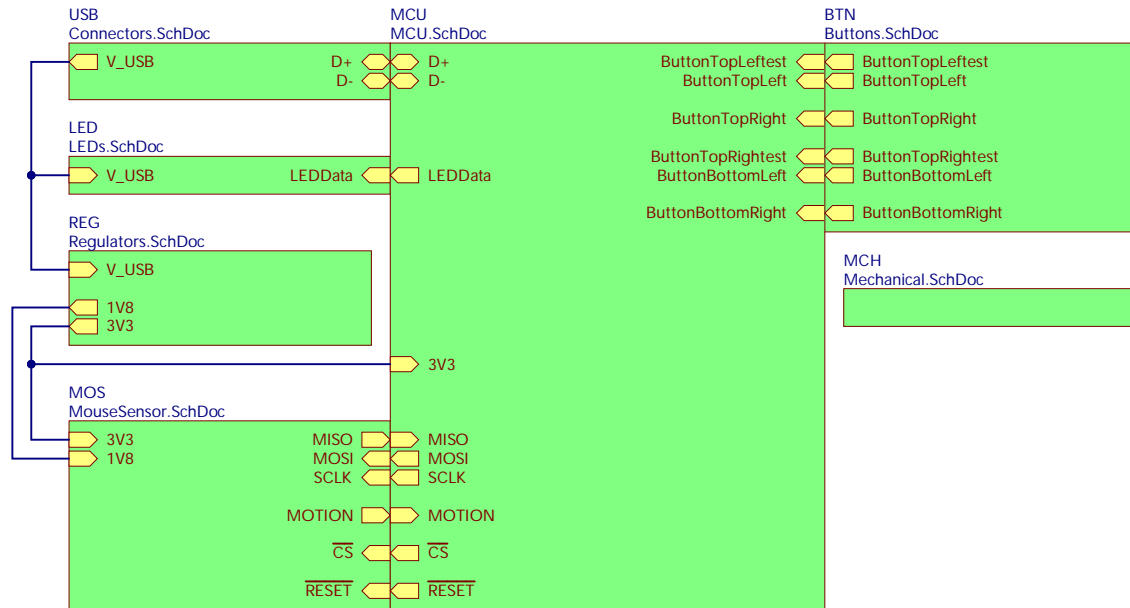 USB
Connectors.SchDoc
V_USB
D+
D-
LED
LEDs.SchDoc
V_USB
LEDData
REG
Regulators.SchDoc
V_USB
1V8
3V3
MOS
MouseSensor.SchDoc
3V3
1V8
MISO
MOSI
SCLK
MOTION
CS
RESET
MCU
MCU.SchDoc
D+
D-
LEDData
3V3
MISO
MOSI
SCLK
MOTION
CS
RESET
ButtonTopLeftest
ButtonTopLeft
ButtonTopRight
ButtonTopRightest
ButtonBottomLeft
ButtonBottomRight
BTN
Buttons.SchDoc
ButtonTopLeftest
ButtonTopLeft
ButtonTopRight
ButtonTopRightest
ButtonBottomLeft
ButtonBottomRight
MCH
Mechanical.SchDoc